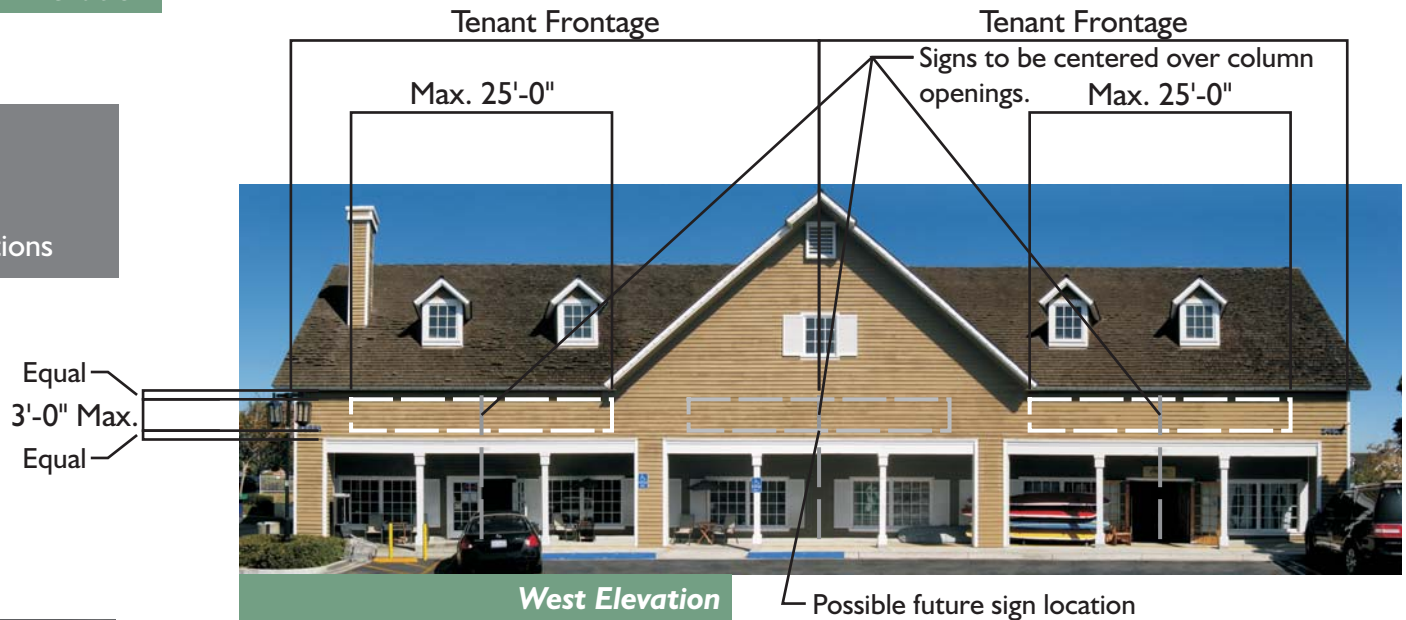 Tenant Frontage
Tenant Frontage
Signs to be centered over column
openings.
Max. 25'-0"
Max. 25'-0"
tions
Equal
3'-0" Max.
Equal
West Elevation
Possible future sign location